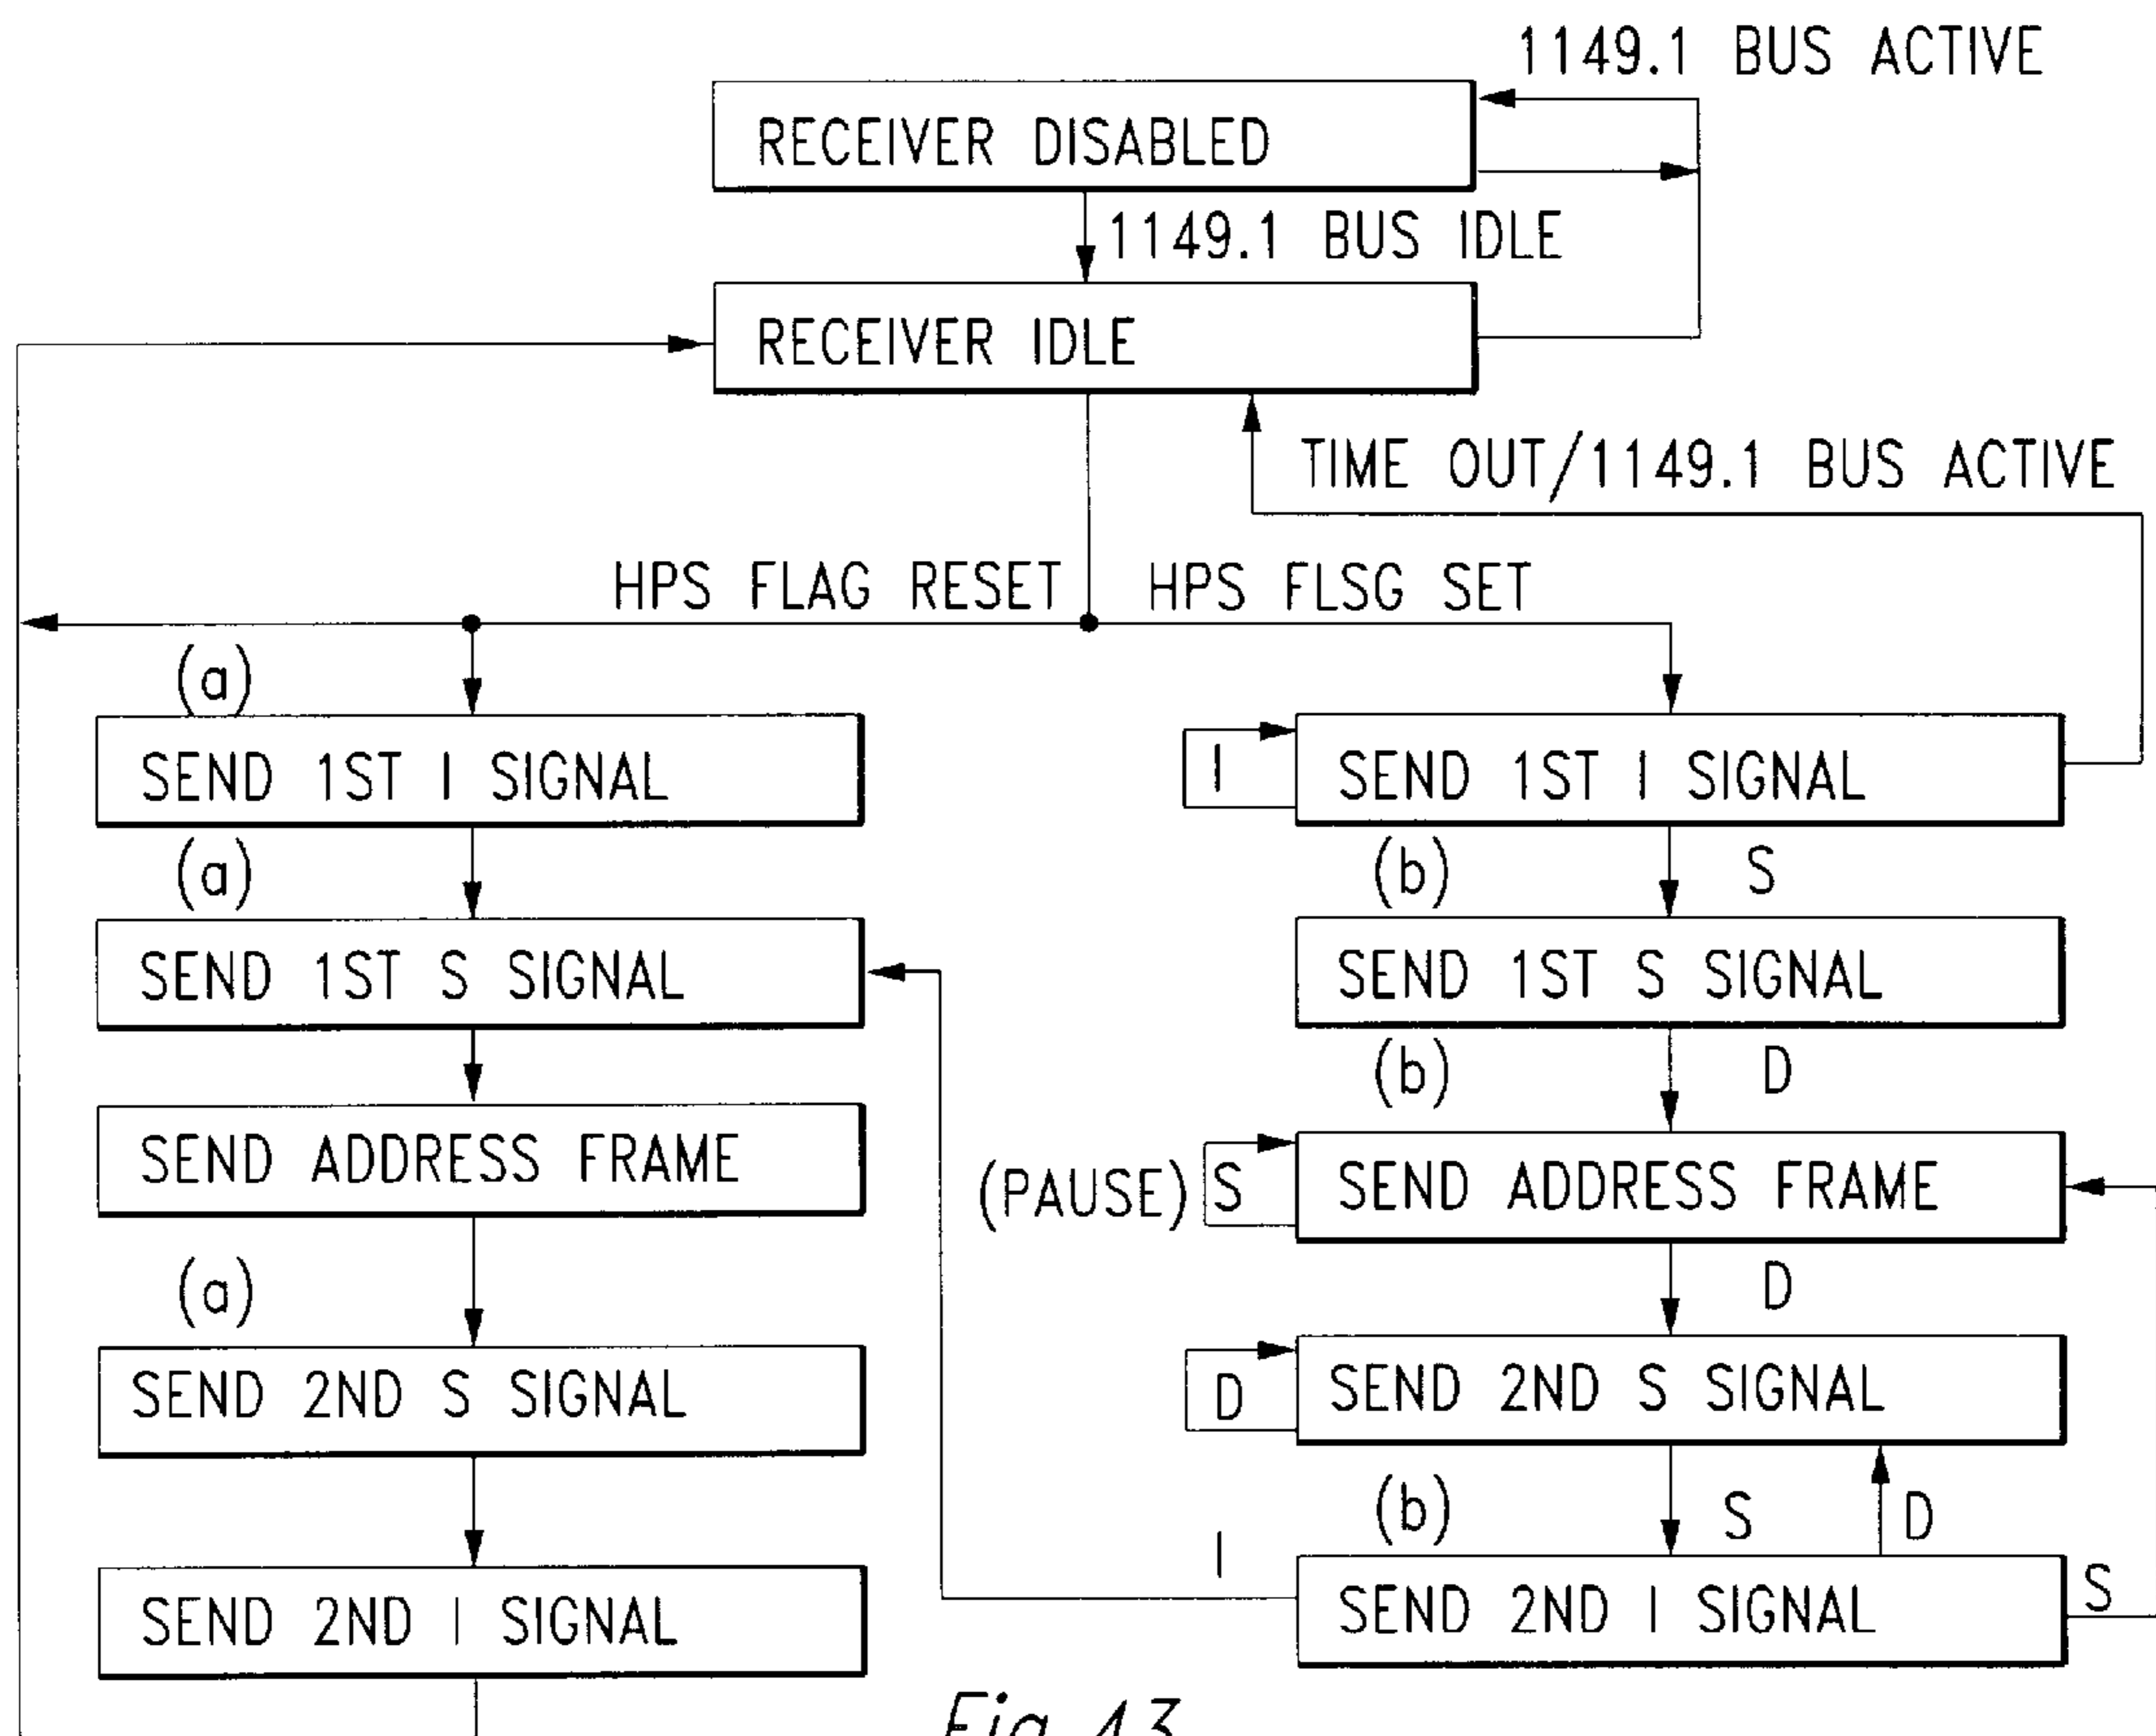 1149.1 BUS ACTIVE
RECEIVER DISABLED
1149.1 BUS IDLE
RECEIVER IDLE
TIME OUT/1149.1 BUS ACTIVE
HPS FLAG RESET
HPS FLSG SET
(a)
SEND 1ST I SIGNAL
I
SEND 1ST I SIGNAL
(a)
(b)
S
SEND 1ST S SIGNAL
SEND 1ST S SIGNAL
(b)
D
SEND ADDRESS FRAME
(PAUSE)
S
SEND ADDRESS FRAME
(a)
D
SEND 2ND S SIGNAL
D
SEND 2ND S SIGNAL
(b)
S
D
I
SEND 2ND I SIGNAL
SEND 2ND I SIGNAL
S
Fig. 43